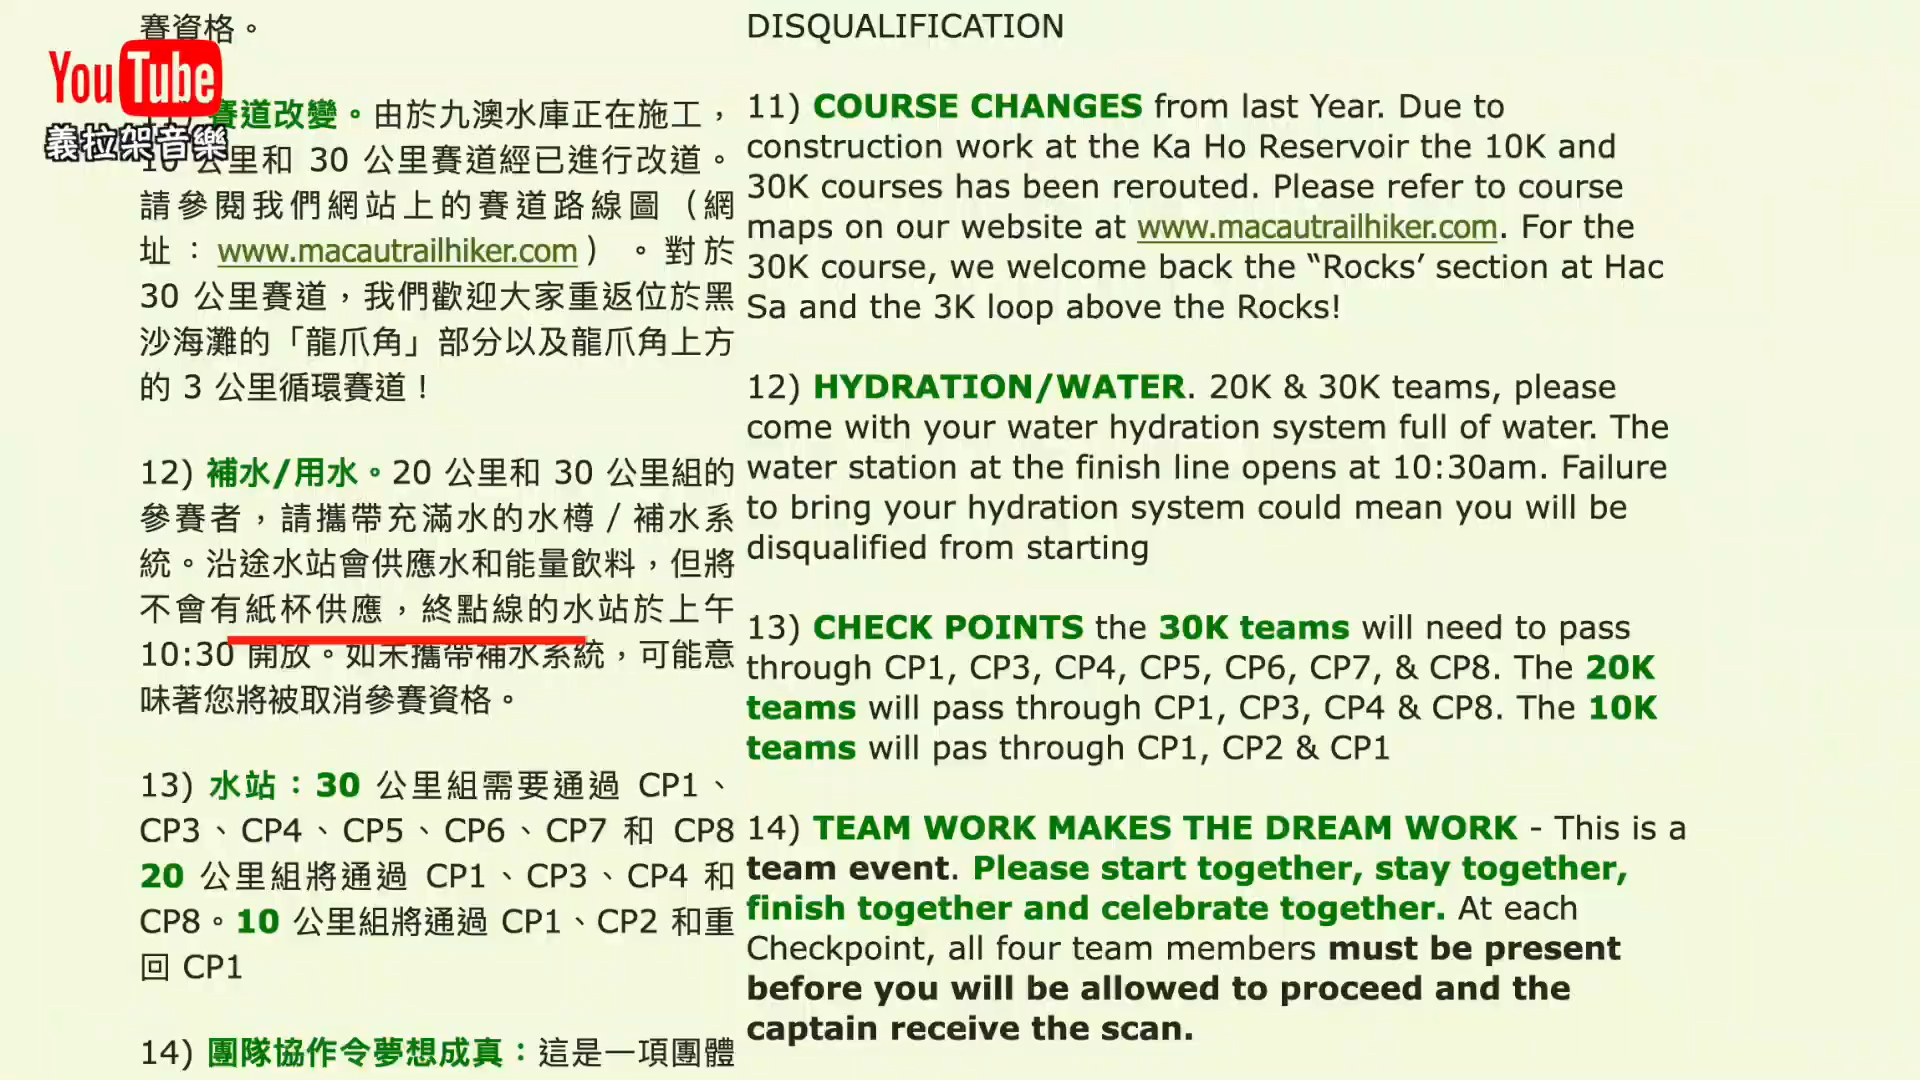 賽資格。
YouTube
義拉架音樂
賽道改變。由於九澳水庫正在施工，
10 公里和 30 公里賽道經已進行改道。
請參閱我們網站上的賽道路線圖（網
址：www.macautrailhiker.com）。對於
30 公里賽道，我們歡迎大家重返位於黑
沙海灘的「龍爪角」部分以及龍爪角上方
的 3 公里循環賽道！
12) 補水/用水。20 公里和 30 公里組的
參賽者，請攜帶充滿水的水樽 / 補水系
統。沿途水站會供應水和能量飲料，但將
不會有紙杯供應，終點線的水站於上午
10:30 開放。如未攜帶補水系統，可能意
味著您將被取消參賽資格。
13) 水站：30 公里組需要通過 CP1、
CP3、CP4、CP5、CP6、CP7 和 CP8
20 公里組將通過 CP1、CP3、CP4 和
CP8。10 公里組將通過 CP1、CP2 和重
回 CP1
14) 團隊協作令夢想成真：這是一項團體
DISQUALIFICATION
11) COURSE CHANGES from last Year. Due to
construction work at the Ka Ho Reservoir the 10K and
30K courses has been rerouted. Please refer to course
maps on our website at www.macautrailhiker.com. For the
30K course, we welcome back the “Rocks’ section at Hac
Sa and the 3K loop above the Rocks!
12) HYDRATION/WATER. 20K & 30K teams, please
come with your water hydration system full of water. The
water station at the finish line opens at 10:30am. Failure
to bring your hydration system could mean you will be
disqualified from starting
13) CHECK POINTS the 30K teams will need to pass
through CP1, CP3, CP4, CP5, CP6, CP7, & CP8. The 20K
teams will pass through CP1, CP3, CP4 & CP8. The 10K
teams will pas through CP1, CP2 & CP1
14) TEAM WORK MAKES THE DREAM WORK - This is a
team event. Please start together, stay together,
finish together and celebrate together. At each
Checkpoint, all four team members must be present
before you will be allowed to proceed and the
captain receive the scan.